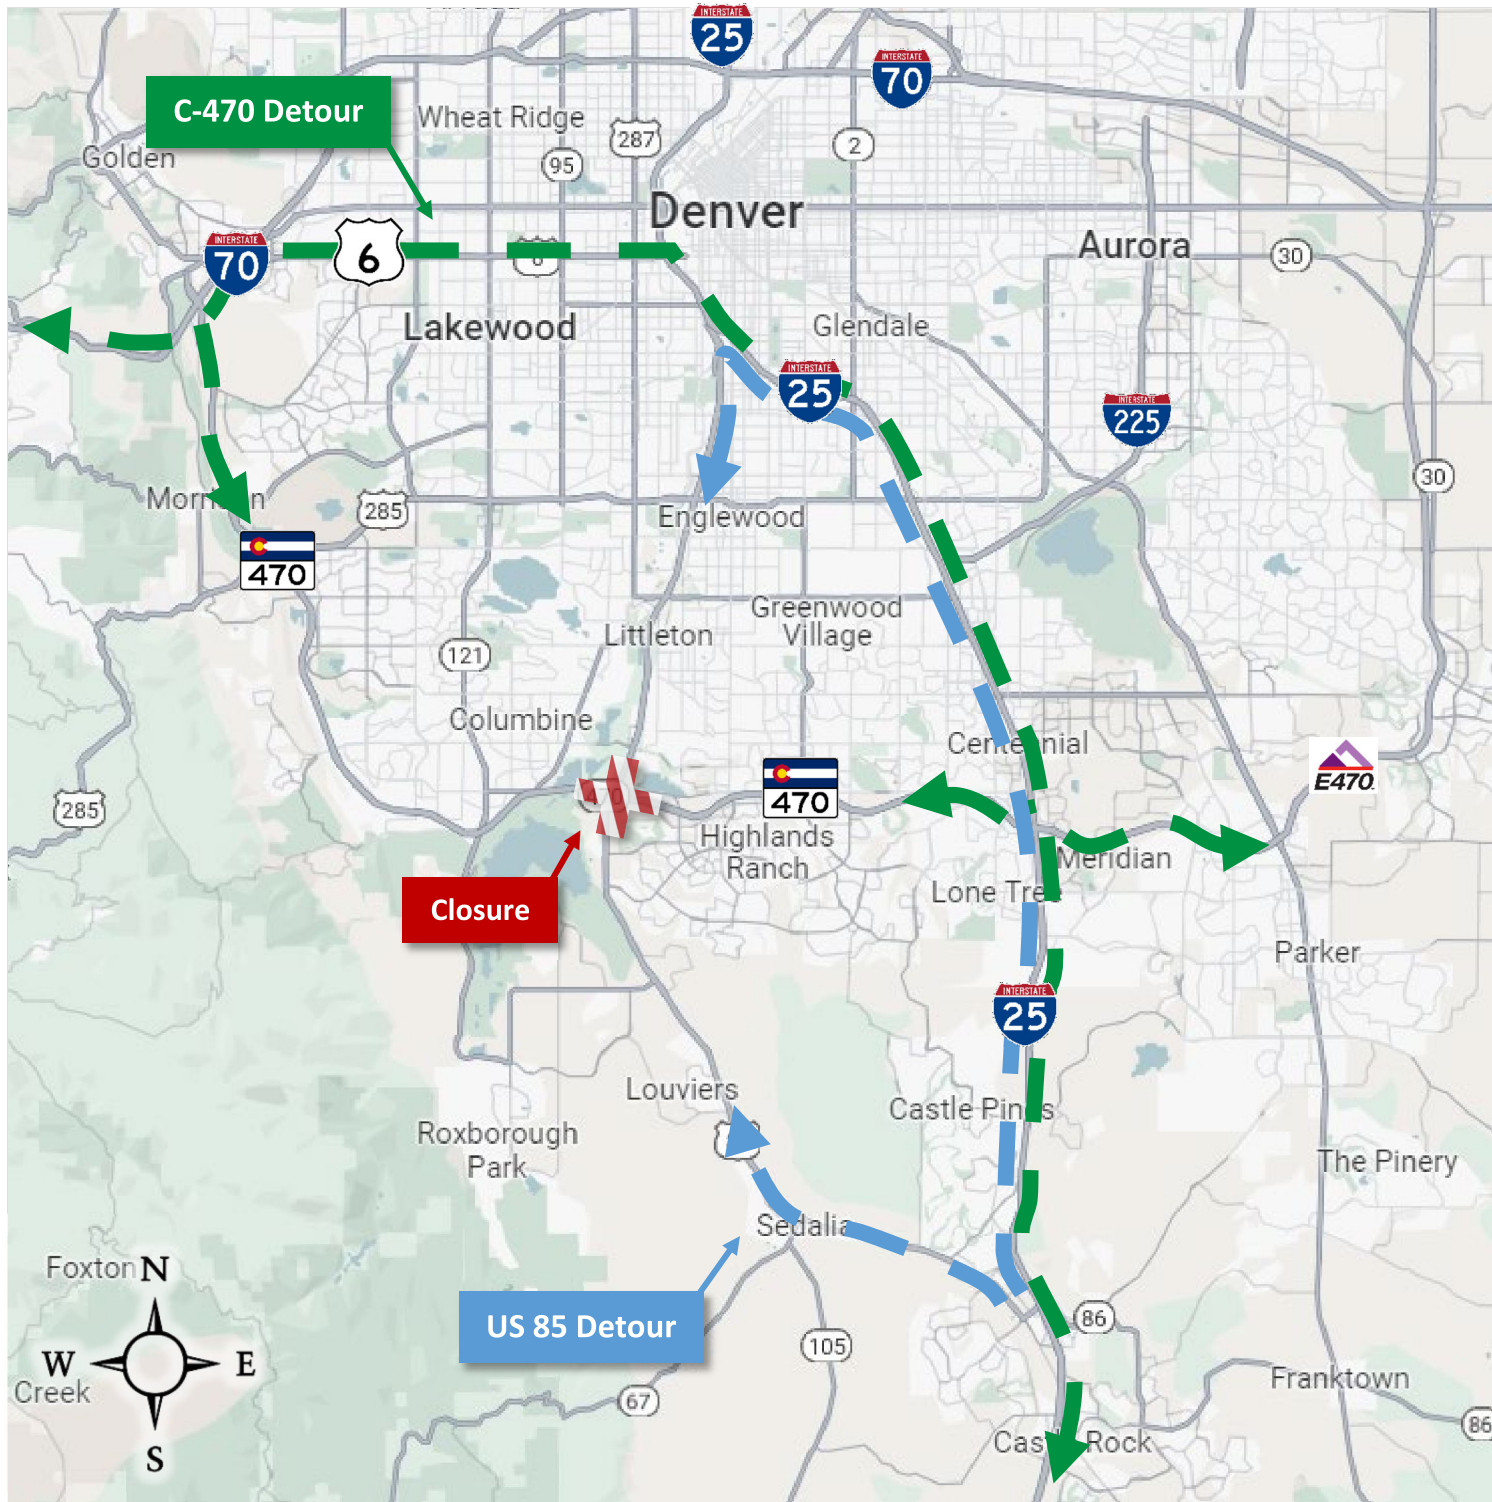 INTERSTATE
25
INTERSTATE
70
C-470 Detour
Wheat Ridge
287
2
95
Golden
Denver
INTERSTATE
70
6
Aurora
30
Lakewood
Glendale
INTERSTATE
25
INTERSTATE
225
30
Morrison
285
Englewood
470
Greenwood
Village
Littleton
121
Columbine
Centennial
285
470
E470
Highlands
Ranch
Meridian
Lone Tree
Closure
Parker
INTERSTATE
25
Louviers
Castle Pines
Roxborough
Park
The Pinery
Sedalia
Foxton
N
US 85 Detour
86
105
W
E
Creek
Franktown
67
86
S
Castle Rock